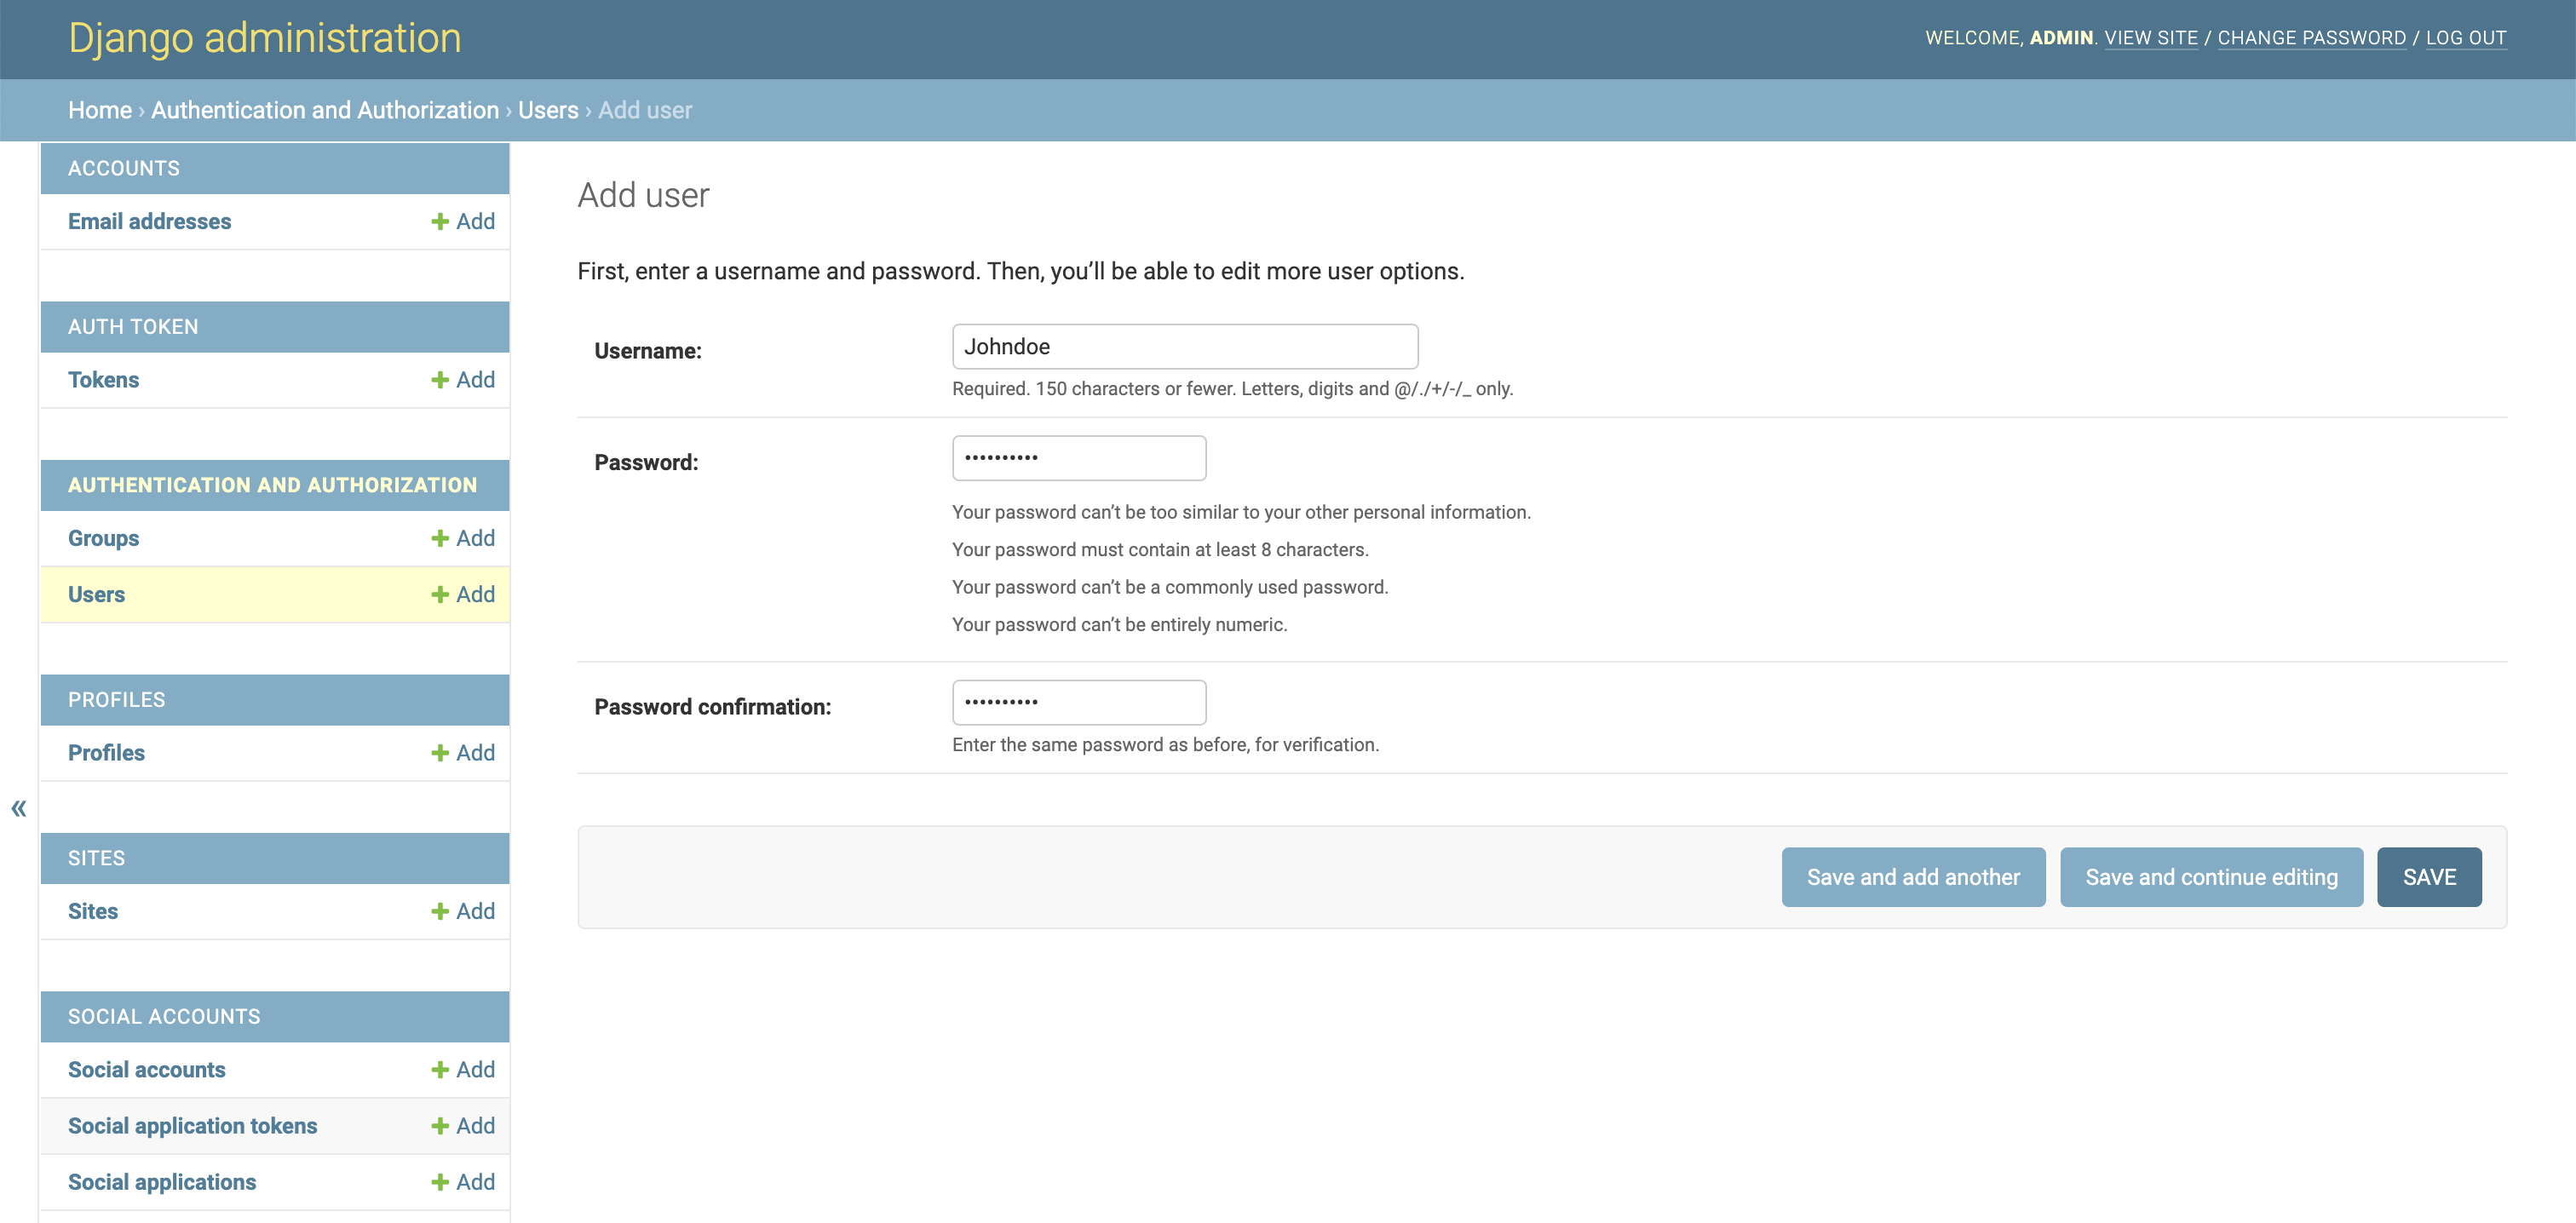 Django administration
WELCOME, ADMIN. VIEW SITE / CHANGE PASSWORD / LOG OUT
Home › Authentication and Authorization › Users › Add user
ACCOUNTS
Email addresses
Add
AUTH TOKEN
Tokens
Add
AUTHENTICATION AND AUTHORIZATION
Groups
Add
Users
Add
PROFILES
Profiles
Add
«
SITES
Sites
Add
SOCIAL ACCOUNTS
Social accounts
Add
Social application tokens
Add
Social applications
Add
Add user
First, enter a username and password. Then, you’ll be able to edit more user options.
Username:
Johndoe
Required. 150 characters or fewer. Letters, digits and @/./+/-/_ only.
Password:
••••••••••
Your password can’t be too similar to your other personal information.
Your password must contain at least 8 characters.
Your password can’t be a commonly used password.
Your password can’t be entirely numeric.
Password confirmation:
••••••••••
Enter the same password as before, for verification.
Save and add another
Save and continue editing
SAVE